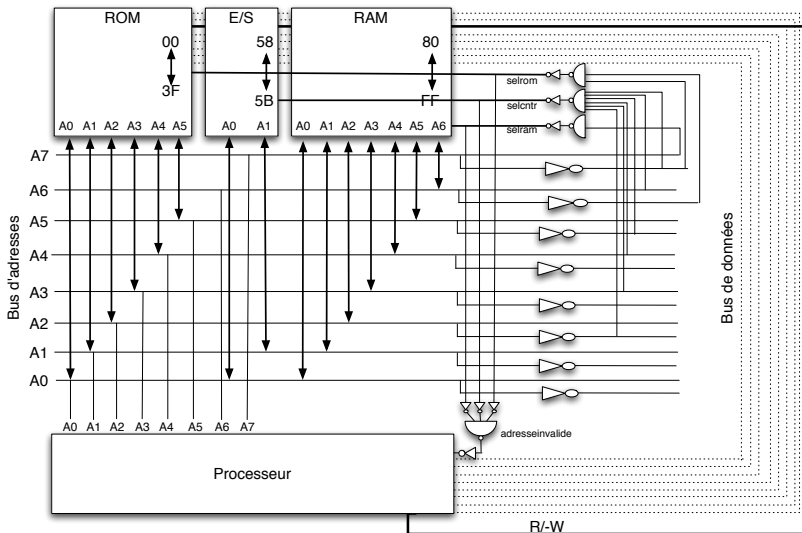 ROM
E/S
RAM
00
58
80
3F
5B
FF
selrom
selcntr
selram
A0 A1 A2 A3 A4 A5
A0 A1
A0 A1 A2 A3 A4 A5 A6
A7
A6
A5
A4
A3
A2
A1
A0
Bus d'adresses
Bus de données
A0 A1 A2 A3 A4 A5 A6 A7
adresseinvalide
Processeur
R/-W